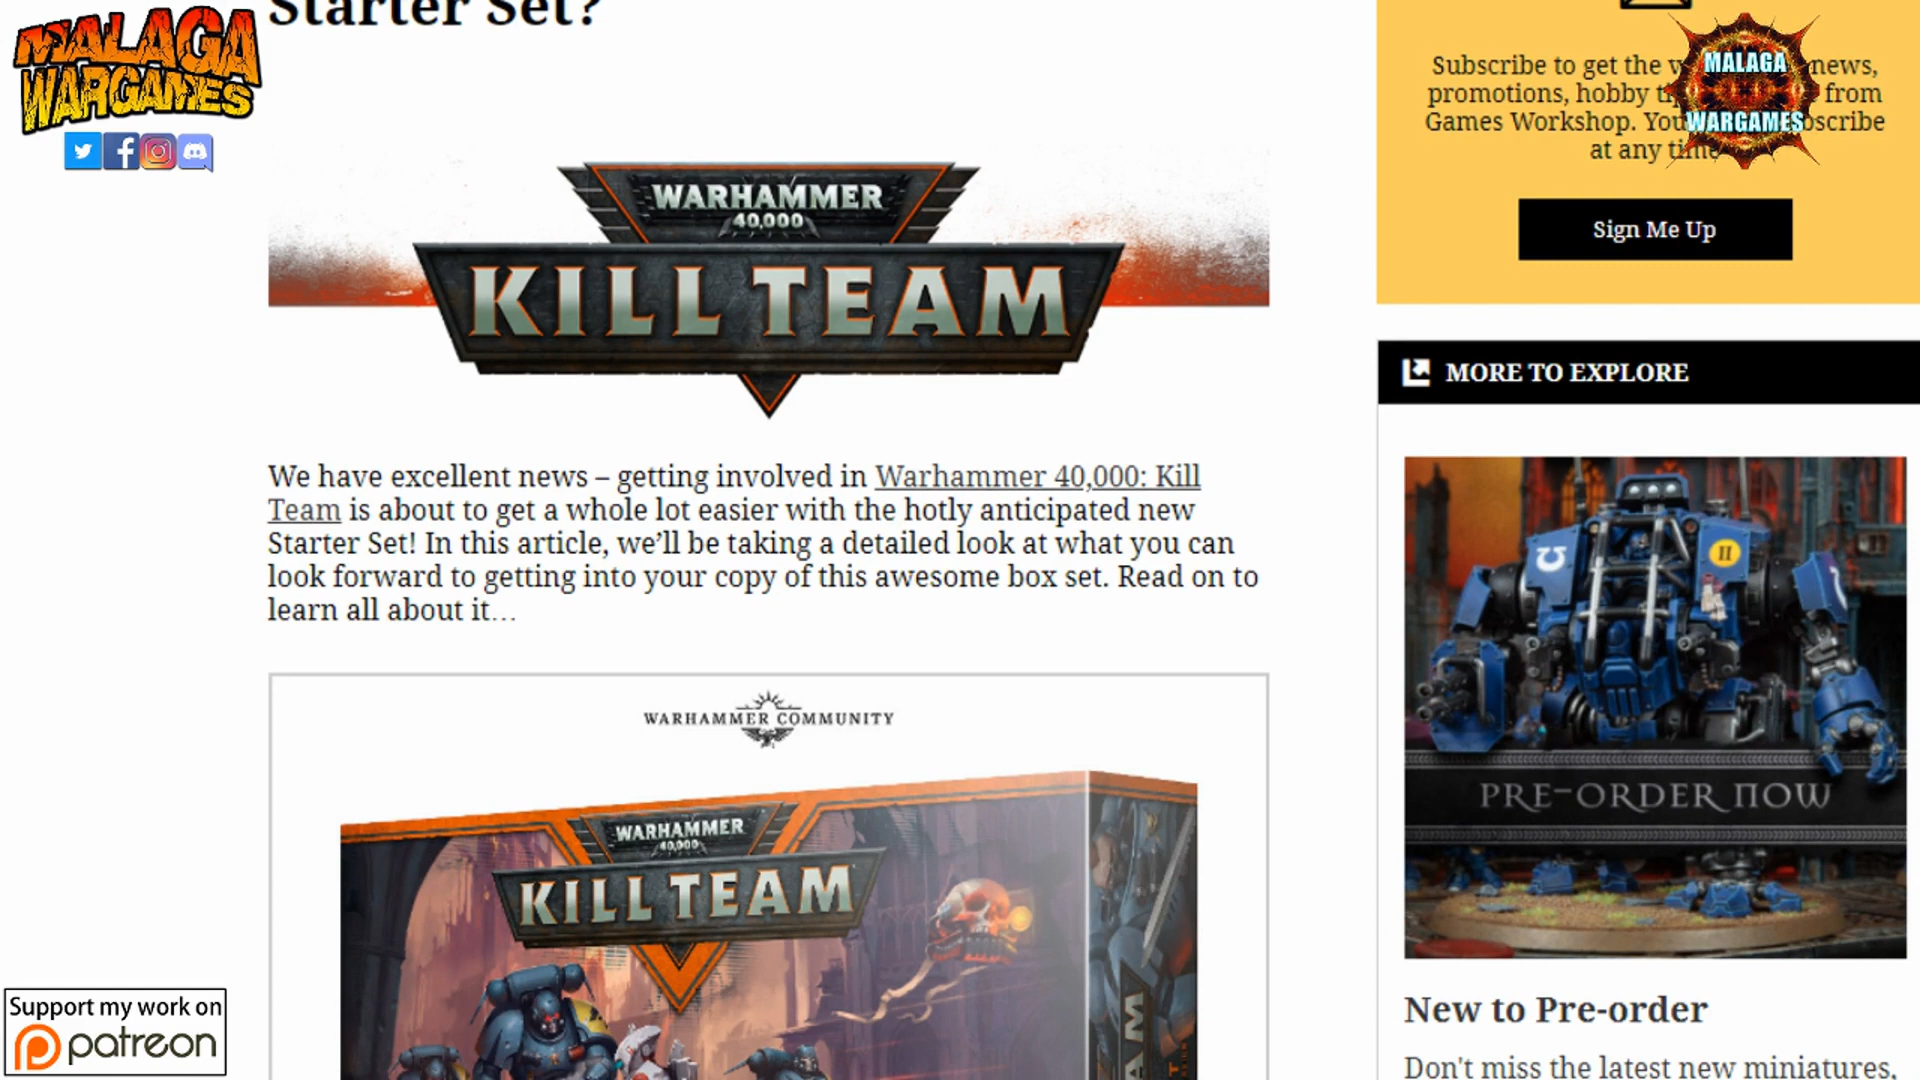 Starter Set?
MALAGA
WARGAMES
WARHAMMER
40,000
KILL TEAM
We have excellent news – getting involved in Warhammer 40,000: Kill
Team is about to get a whole lot easier with the hotly anticipated new
Starter Set! In this article, we’ll be taking a detailed look at what you can
look forward to getting into your copy of this awesome box set. Read on to
learn all about it…
WARHAMMER COMMUNITY
WARHAMMER
40,000
KILL TEAM
Support my work on
patreon
Subscribe to get the news,
promotions, hobby from
Games Workshop.
at any time
MALAGA
WARGAMES
Sign Me Up
MORE TO EXPLORE
II
PRE-ORDER NOW
New to Pre-order
Don't miss the latest new miniatures,